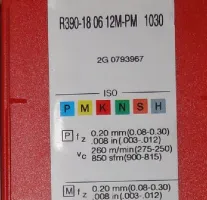 R390-18 06 12M-PM 1030
2G 0793967
ISO
P M K N S H
P fz 0.20 mm(0.08-0.30)
.008 in(.003-.012)
vc 260 m/min(275-250)
850 sfm(900-815)
M fz 0.20 mm(0.08-0.30)
.008 in(.003-.012)